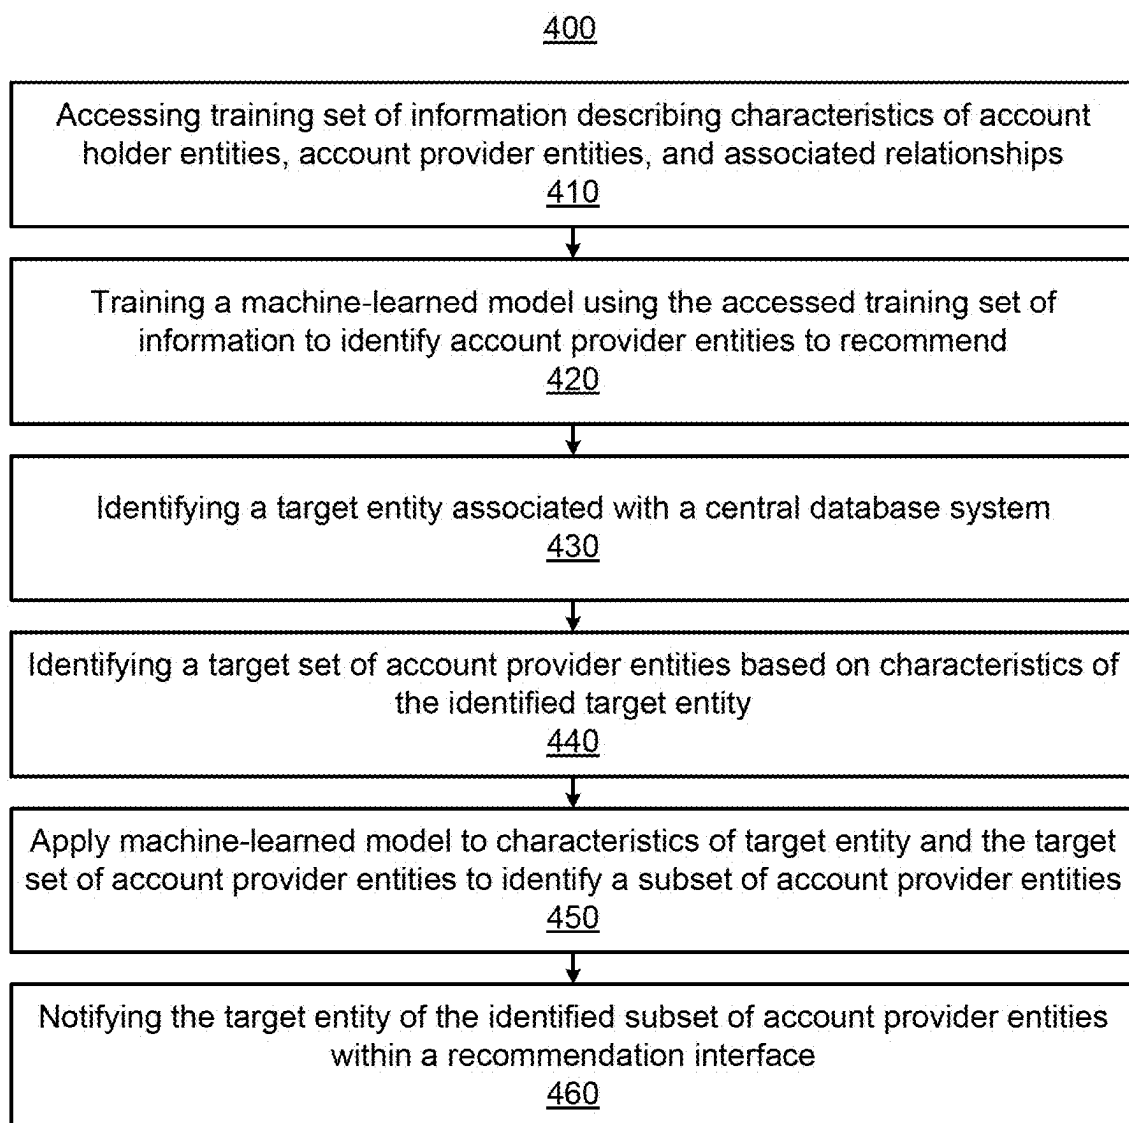 400
Accessing training set of information describing characteristics of account
holder entities, account provider entities, and associated relationships
410
Training a machine-learned model using the accessed training set of
information to identify account provider entities to recommend
420
Identifying a target entity associated with a central database system
430
Identifying a target set of account provider entities based on characteristics of
the identified target entity
440
Apply machine-learned model to characteristics of target entity and the target
set of account provider entities to identify a subset of account provider entities
450
Notifying the target entity of the identified subset of account provider entities
within a recommendation interface
460